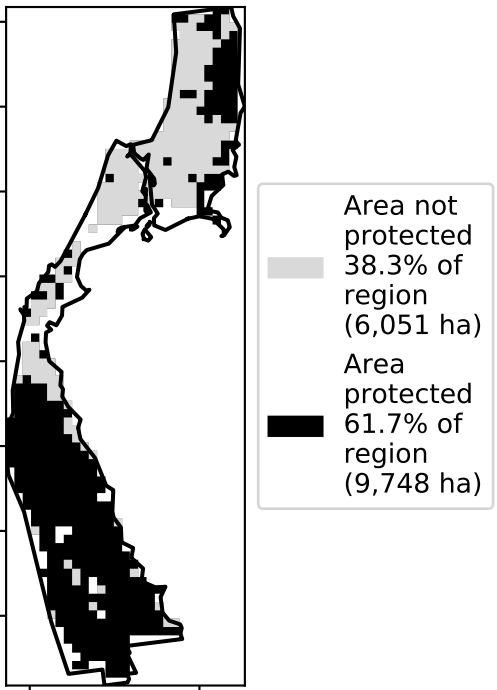 Area not
protected
38.3% of
region
(6,051 ha)
Area
protected
61.7% of
region
(9,748 ha)